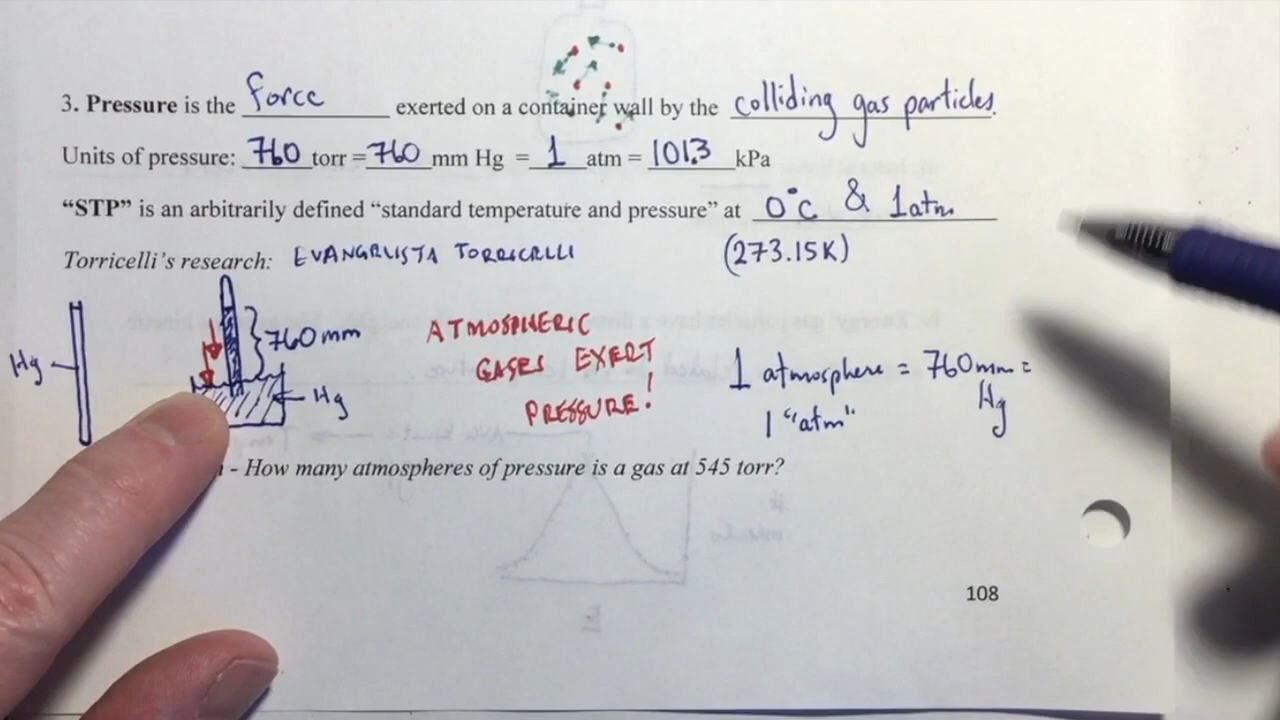 3. Pressure is the force exerted on a container wall by the colliding gas particles.
Units of pressure: 760 torr = 760 mm Hg = 1 atm = 101.3 kPa
“STP” is an arbitrarily defined “standard temperature and pressure” at 0°C & 1atm
(273.15K)
Torricelli’s research: EVANGELISTA TORRICELLI
Hg
760mm
Hg
ATMOSPHERIC
GASES EXERT
PRESSURE!
1 atmosphere = 760mm =
Hg
1 “atm”
- How many atmospheres of pressure is a gas at 545 torr?
108